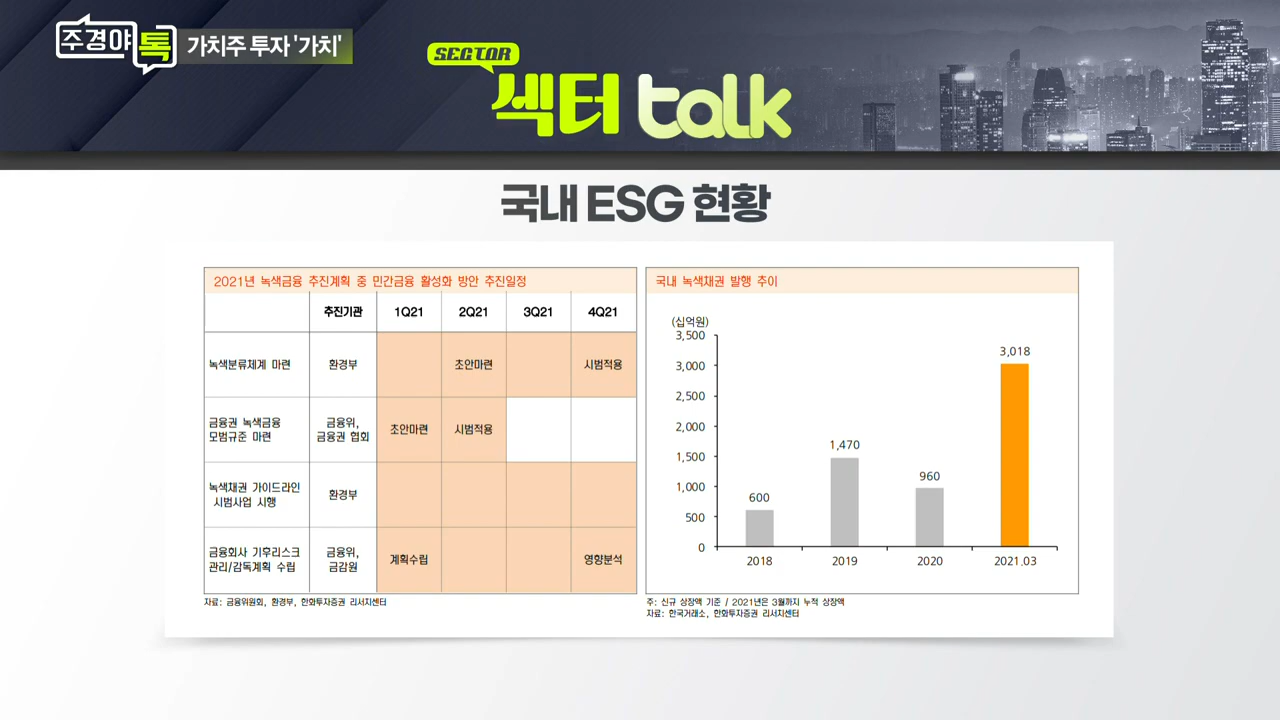 주경야톡 가치주 투자 '가치'
SECTOR
섹터 talk
국내 ESG 현황
2021년 녹색금융 추진계획 중 민간금융 활성화 방안 추진일정
추진기관 1Q21 2Q21 3Q21 4Q21
녹색분류체계 마련 환경부 초안마련 시범적용
금융권 녹색금융
모범규준 마련
금융위,
금융권 협회
초안마련 시범적용
녹색채권 가이드라인
시범사업 시행
환경부
금융회사 기후리스크
관리/감독계획 수립
금융위,
금감원
계획수립 영향분석
자료: 금융위원회, 환경부, 한화투자증권 리서치센터
국내 녹색채권 발행 추이
(십억원)
3,500
3,000
2,500
2,000
1,500
1,000
500
0
600
1,470
960
3,018
2018 2019 2020 2021.03
주: 신규 상장액 기준 / 2021년은 3월까지 누적 상장액
자료: 한국거래소, 한화투자증권 리서치센터